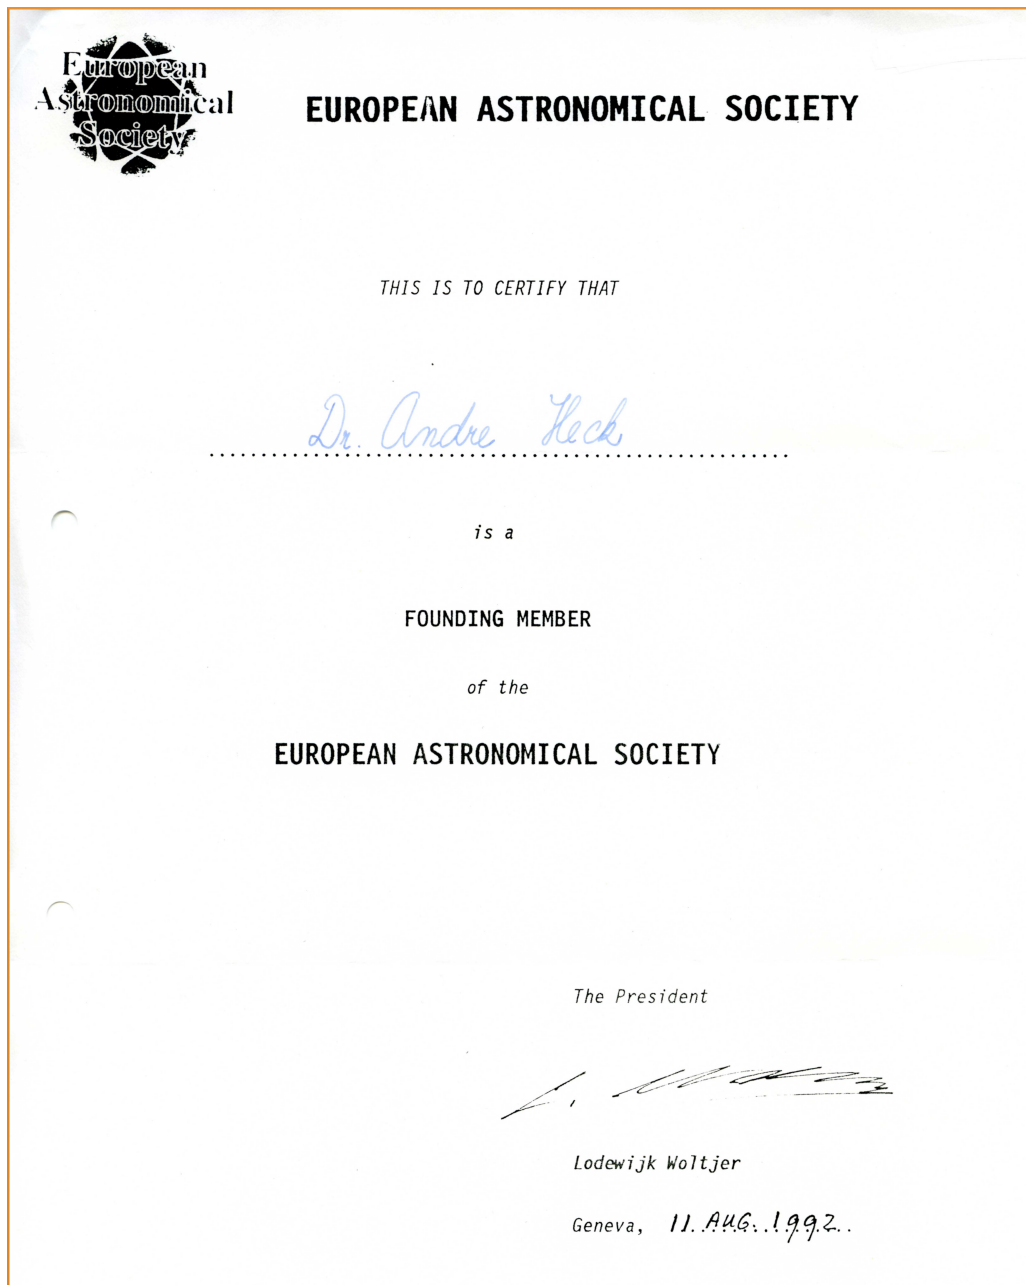 European
Astronomical
Society
EUROPEAN ASTRONOMICAL SOCIETY
THIS IS TO CERTIFY THAT
Dr. Andre Heck
is a
FOUNDING MEMBER
of the
EUROPEAN ASTRONOMICAL SOCIETY
The President
Lodewijk Woltjer
Geneva, 11. AUG. 1992